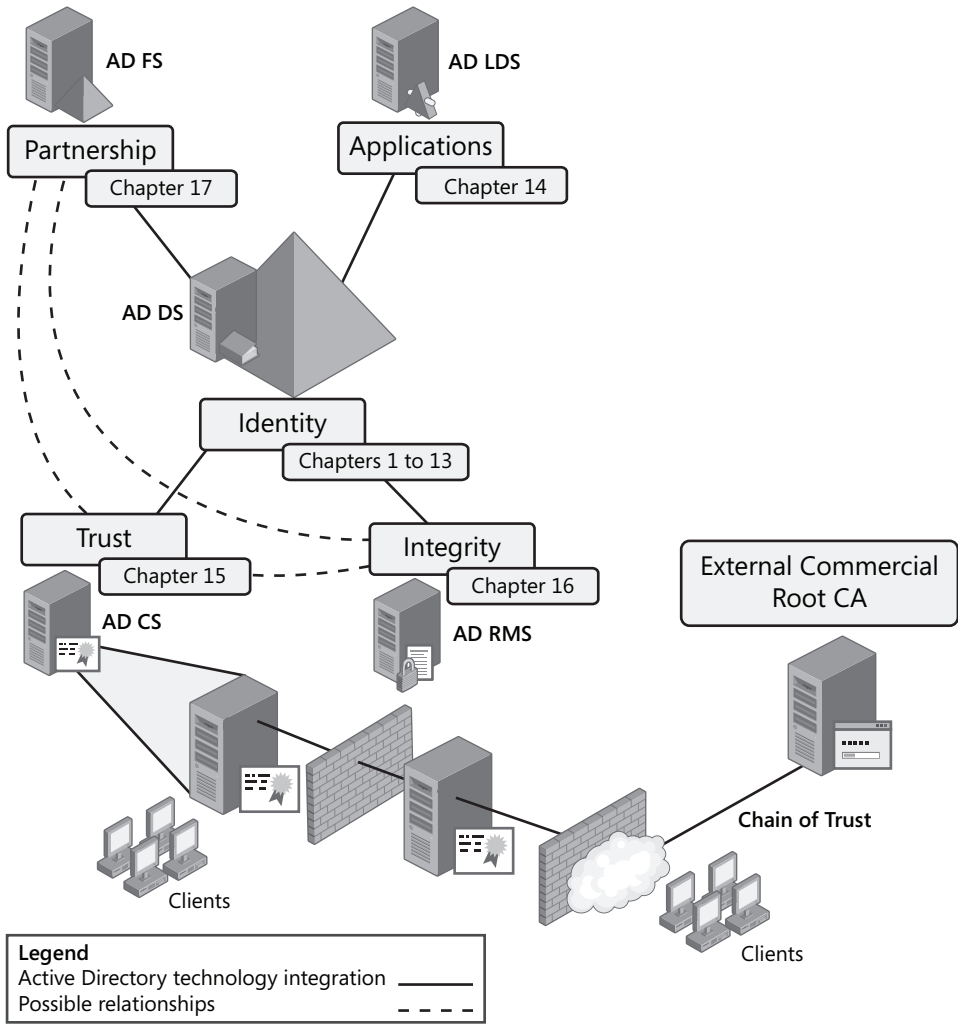 AD FS
AD LDS
Partnership
Chapter 17
Applications
Chapter 14
AD DS
Identity
Chapters 1 to 13
Trust
Chapter 15
Integrity
Chapter 16
External Commercial
Root CA
AD CS
AD RMS
Chain of Trust
Clients
Clients
Legend
Active Directory technology integration
Possible relationships